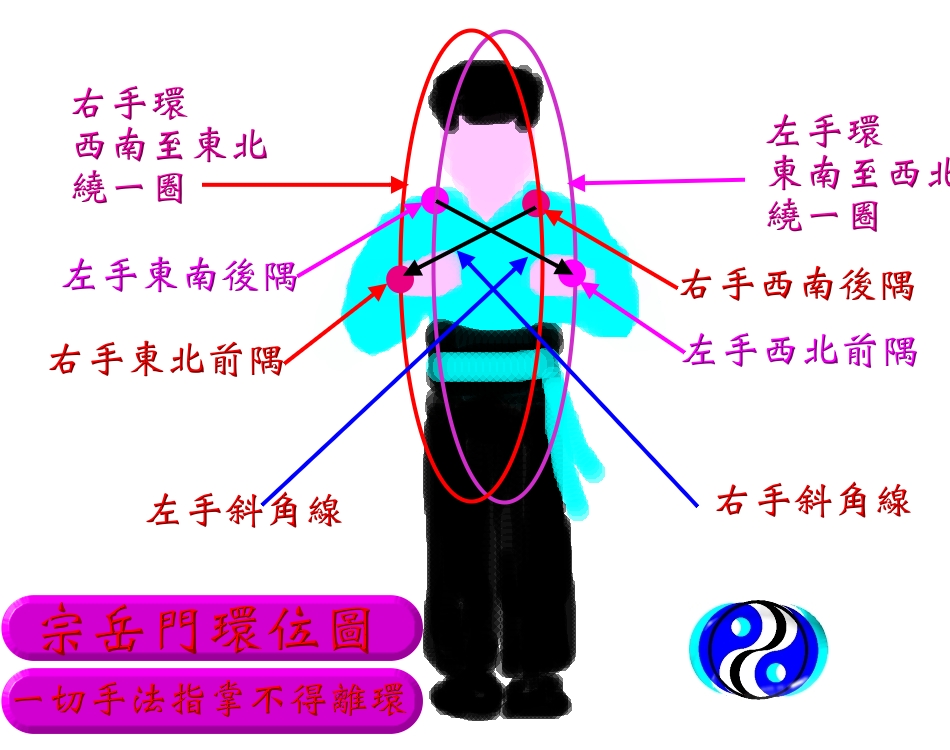 右手環
西南至東北
繞一圈
左手環
東南至西北
繞一圈
左手東南後隅
右手西南後隅
右手東北前隅
左手西北前隅
左手斜角線
右手斜角線
宗岳門環位圖
一切手法指掌不得離環